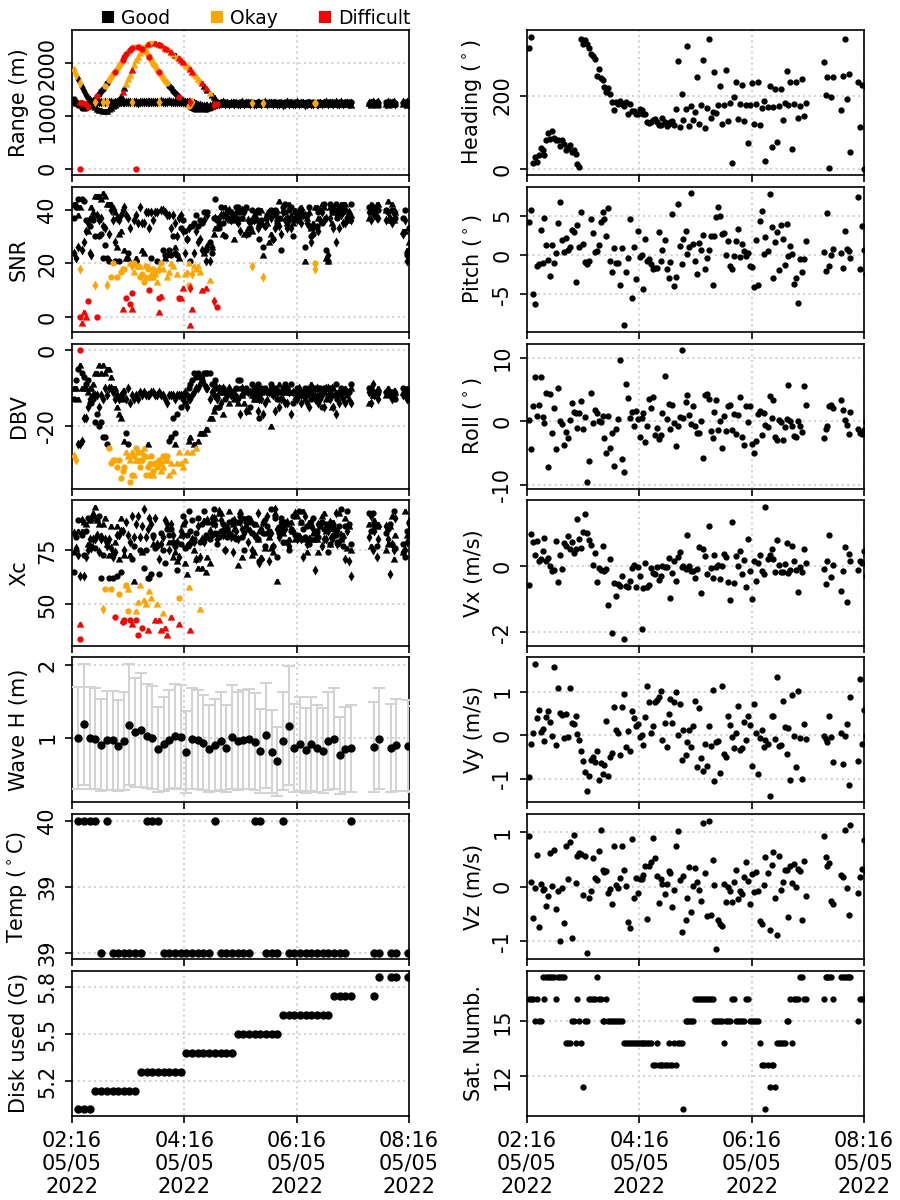 Good Okay Difficult
Range (m)
2000
1000
0
SNR
40
20
0
DBV
0
-20
Xc
75
50
Wave H (m)
2
1
Temp (°C)
40
39
39
Disk used (G)
5.8
5.5
5.2
02:16 04:16 06:16 08:16
05/05 05/05 05/05 05/05
2022 2022 2022 2022
Heading (°)
200
0
Pitch (°)
5
0
-5
Roll (°)
10
0
-10
Vx (m/s)
0
-2
Vy (m/s)
1
0
-1
Vz (m/s)
1
0
-1
Sat. Numb.
15
12
02:16 04:16 06:16 08:16
05/05 05/05 05/05 05/05
2022 2022 2022 2022